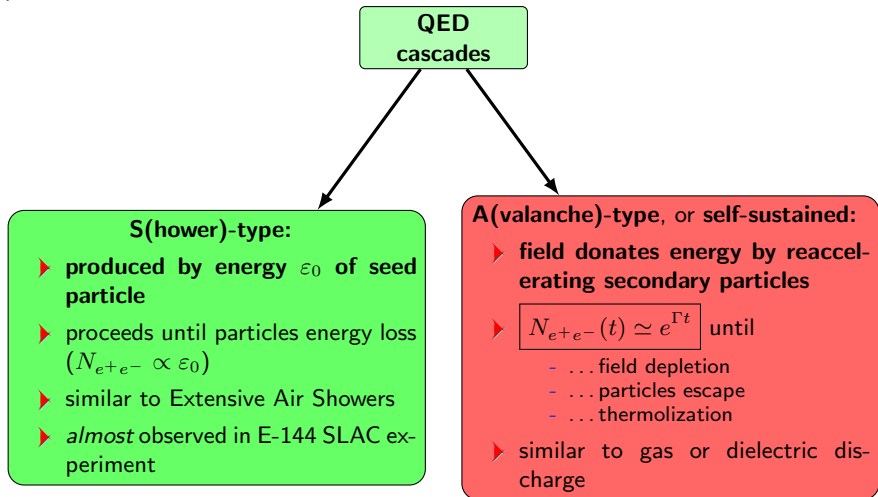 QED
cascades
S(hower)-type:
produced by energy ε₀ of seed
particle
proceeds until particles energy loss
(N_{e+e−} ∝ ε₀)
similar to Extensive Air Showers
almost observed in E-144 SLAC ex-
periment
A(valanche)-type, or self-sustained:
field donates energy by reaccel-
erating secondary particles
N_{e+e−}(t) ≃ e^{Γt} until
- ...field depletion
- ...particles escape
- ...thermolization
similar to gas or dielectric dis-
charge